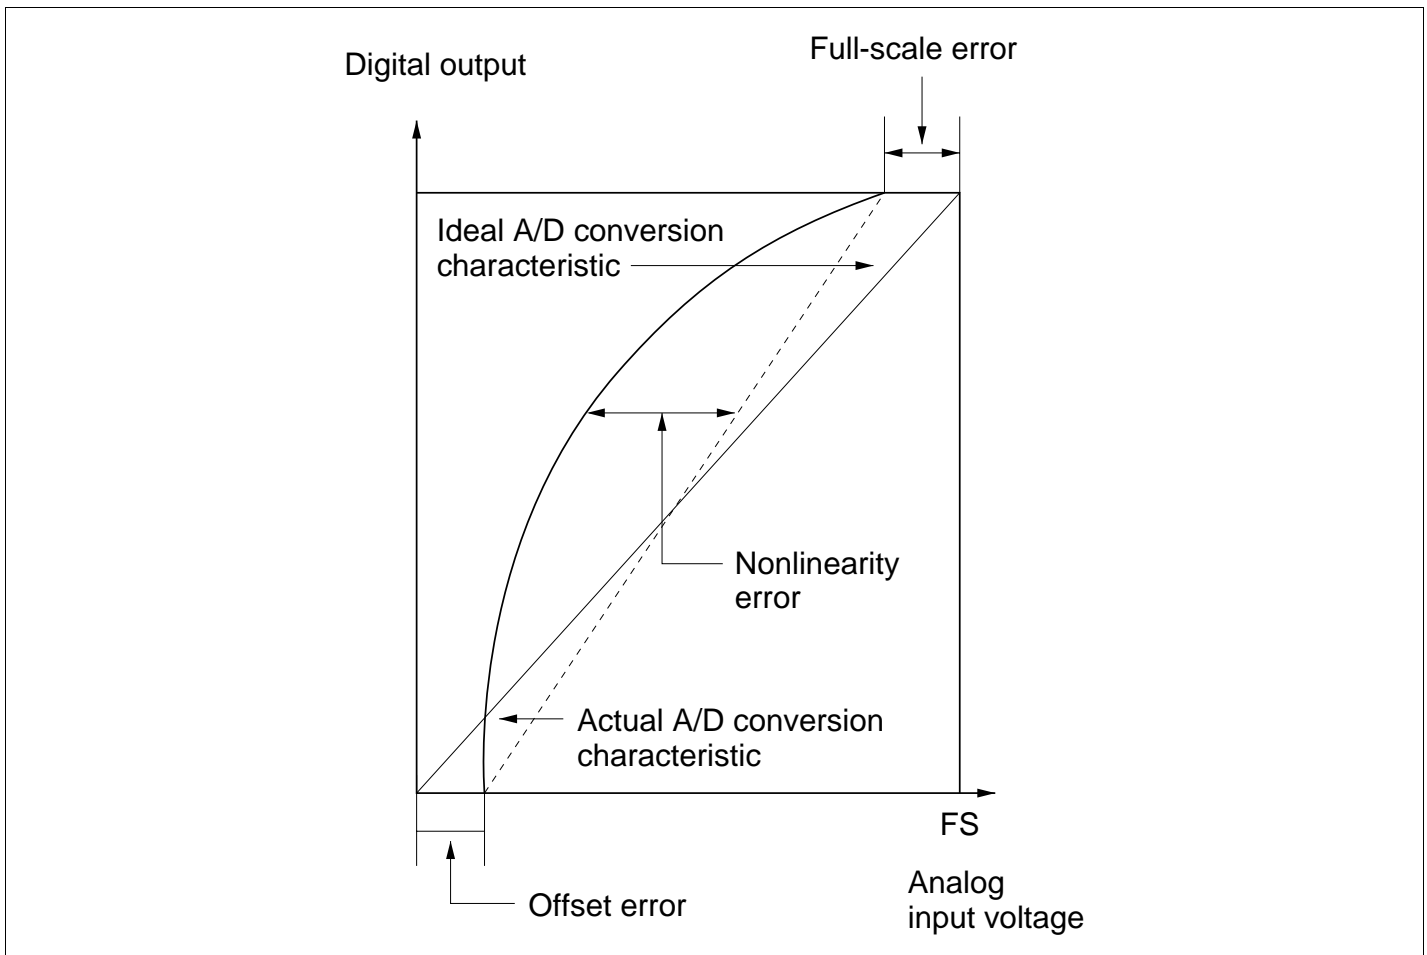 Full-scale error
Digital output
Ideal A/D conversion
characteristic
Nonlinearity
error
Actual A/D conversion
characteristic
FS
Analog
input voltage
Offset error